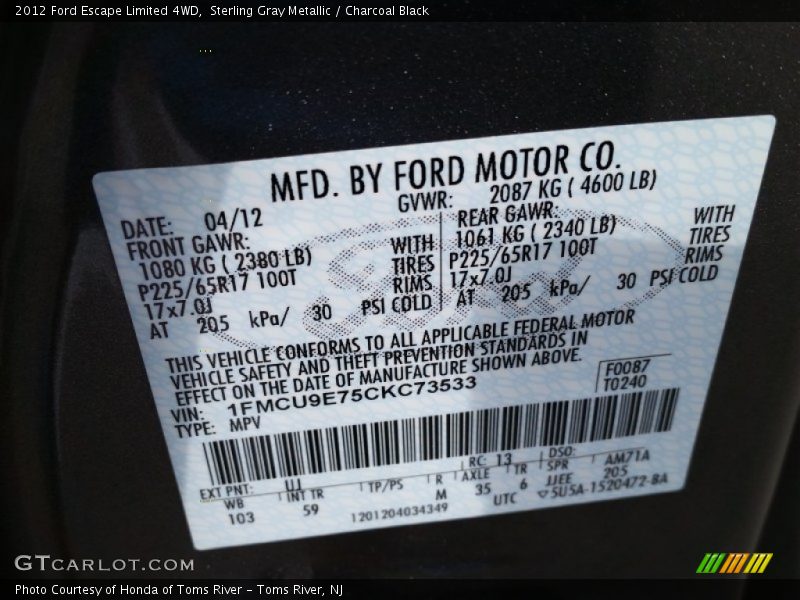 2012 Ford Escape Limited 4WD,  Sterling Gray Metallic / Charcoal Black
MFD. BY FORD MOTOR CO.
DATE: 04/12 GVWR: 2087 KG ( 4600 LB)
FRONT GAWR: REAR GAWR:
1080 KG ( 2380 LB) WITH 1061 KG ( 2340 LB) WITH
P225/65R17 100T TIRES P225/65R17 100T TIRES
17x7.0J RIMS 17x7.0J RIMS
AT 205 kPa/ 30 PSI COLD AT 205 kPa/ 30 PSI COLD
THIS VEHICLE CONFORMS TO ALL APPLICABLE FEDERAL MOTOR
VEHICLE SAFETY AND THEFT PREVENTION STANDARDS IN
EFFECT ON THE DATE OF MANUFACTURE SHOWN ABOVE.
VIN: 1FMCU9E75CKC73533 F0087
TYPE: MPV T0240
EXT PNT: UJ RC: 13 DSO: AM71A
WB INT TR TP/PS R AXLE TR SPR 205
103 59 M 35 6 JJEE
1201204034349 UTC ▽5U5A-1520472-BA
GTCARLOT.COM
Photo Courtesy of Honda of Toms River – Toms River, NJ